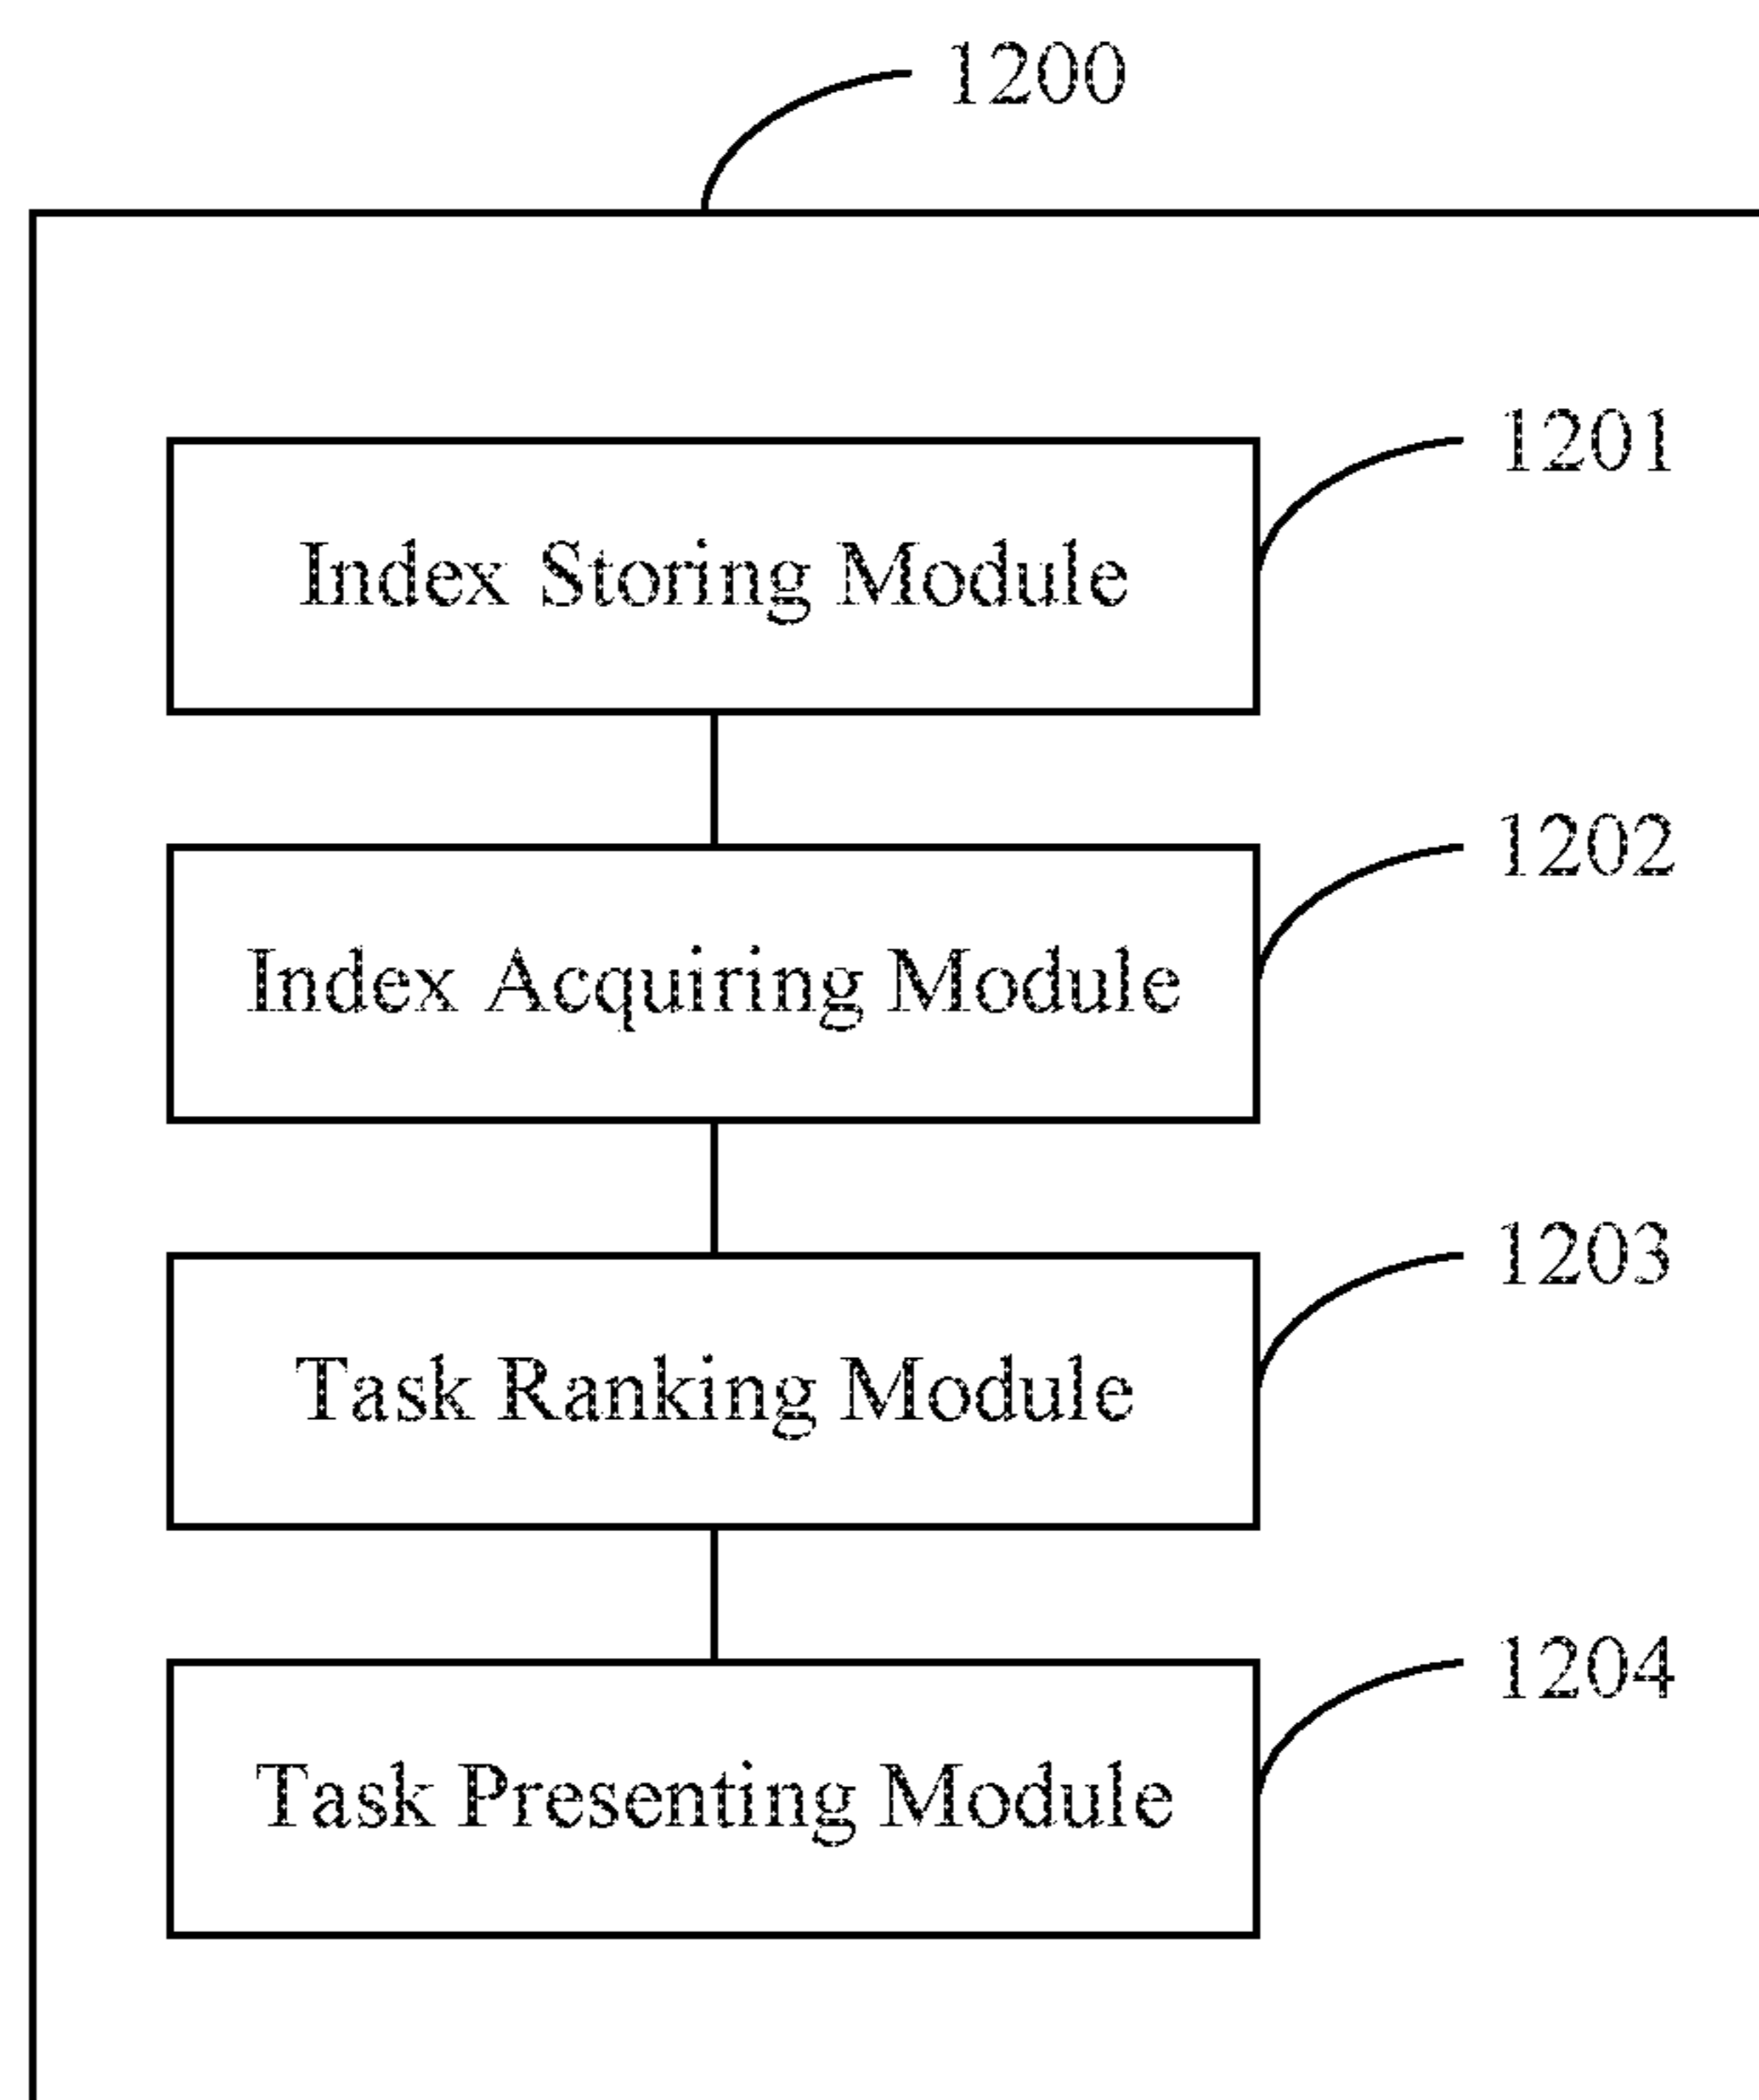 1200
1201
Index Storing Module
1202
Index Acquiring Module
1203
Task Ranking Module
1204
Task Presenting Module